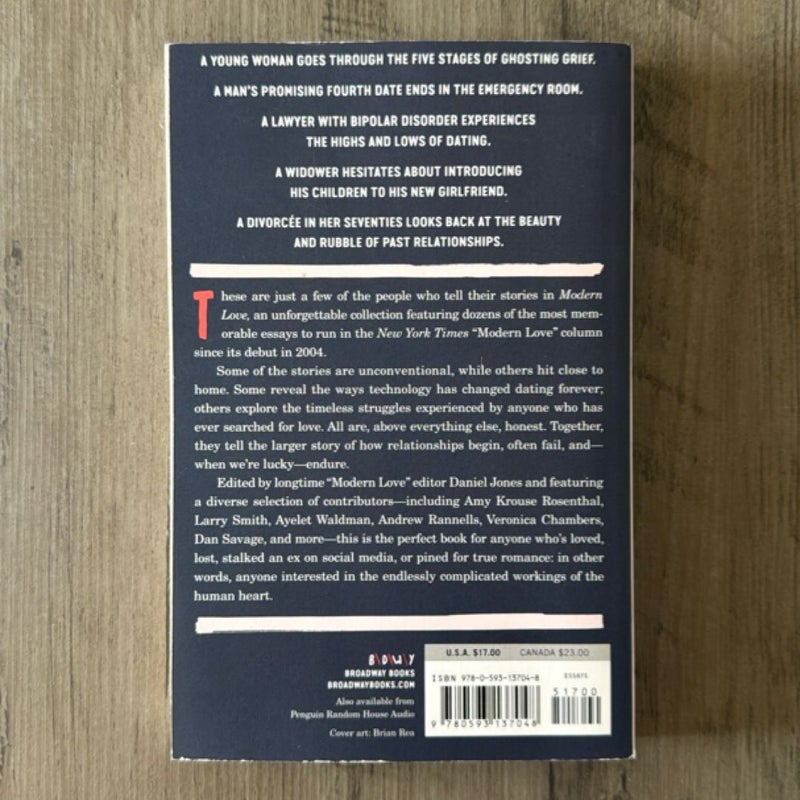 A YOUNG WOMAN GOES THROUGH THE FIVE STAGES OF GHOSTING GRIEF.
A MAN'S PROMISING FOURTH DATE ENDS IN THE EMERGENCY ROOM.
A LAWYER WITH BIPOLAR DISORDER EXPERIENCES
THE HIGHS AND LOWS OF DATING.
A WIDOWER HESITATES ABOUT INTRODUCING
HIS CHILDREN TO HIS NEW GIRLFRIEND.
A DIVORCÉE IN HER SEVENTIES LOOKS BACK AT THE BEAUTY
AND RUBBLE OF PAST RELATIONSHIPS.
These are just a few of the people who tell their stories in Modern
Love, an unforgettable collection featuring dozens of the most mem-
orable essays to run in the New York Times “Modern Love” column
since its debut in 2004.
Some of the stories are unconventional, while others hit close to
home. Some reveal the ways technology has changed dating forever;
others explore the timeless struggles experienced by anyone who has
ever searched for love. All are, above everything else, honest. Together,
they tell the larger story of how relationships begin, often fail, and—
when we're lucky—endure.
Edited by longtime “Modern Love” editor Daniel Jones and featuring
a diverse selection of contributors—including Amy Krouse Rosenthal,
Larry Smith, Ayelet Waldman, Andrew Rannells, Veronica Chambers,
Dan Savage, and more—this is the perfect book for anyone who's loved,
lost, stalked an ex on social media, or pined for true romance: in other
words, anyone interested in the endlessly complicated workings of the
human heart.
B\D\W\Y
BROADWAY BOOKS
BROADWAYBOOKS.COM
Also available from
Penguin Random House Audio
Cover art: Brian Rea
U.S.A. $17.00 CANADA $23.00
ISBN 978-0-593-13704-8
ESSAYS
51700
9 780593 137048